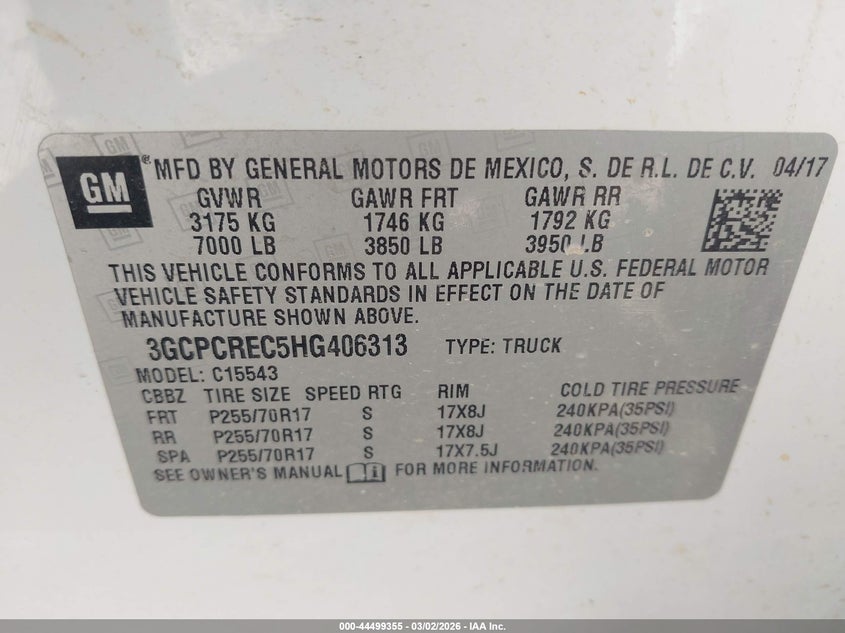 GM
® MFD BY GENERAL MOTORS DE MEXICO, S. DE R.L. DE C.V. 04/17
GVWR GAWR FRT GAWR RR
3175 KG 1746 KG 1792 KG
7000 LB 3850 LB 3950 LB
THIS VEHICLE CONFORMS TO ALL APPLICABLE U.S. FEDERAL MOTOR
VEHICLE SAFETY STANDARDS IN EFFECT ON THE DATE OF
MANUFACTURE SHOWN ABOVE.
3GCPCREC5HG406313 TYPE: TRUCK
MODEL: C15543
CBBZ TIRE SIZE SPEED RTG RIM COLD TIRE PRESSURE
FRT P255/70R17 S 17X8J 240KPA(35PSI)
RR P255/70R17 S 17X8J 240KPA(35PSI)
SPA P255/70R17 S 17X7.5J 240KPA(35PSI)
SEE OWNER'S MANUAL FOR MORE INFORMATION.
000-44499355 | 03/02/2026 - IAA Inc.